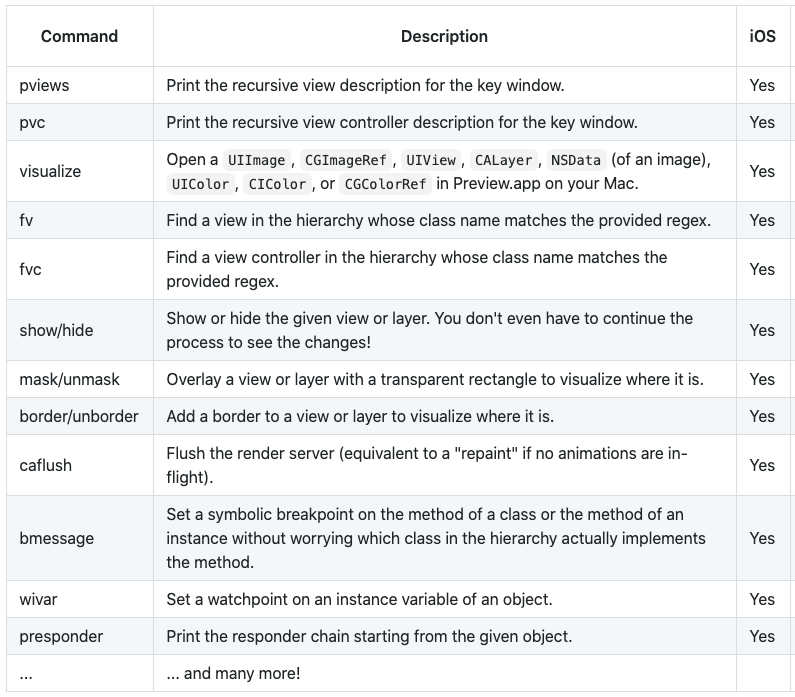 Command Description iOS
pviews Print the recursive view description for the key window. Yes
pvc Print the recursive view controller description for the key window. Yes
visualize Open a UIImage , CGImageRef , UIView , CALayer , NSData (of an image),
UIColor , CIColor , or CGColorRef in Preview.app on your Mac. Yes
fv Find a view in the hierarchy whose class name matches the provided regex. Yes
fvc Find a view controller in the hierarchy whose class name matches the
provided regex. Yes
show/hide Show or hide the given view or layer. You don't even have to continue the
process to see the changes! Yes
mask/unmask Overlay a view or layer with a transparent rectangle to visualize where it is. Yes
border/unborder Add a border to a view or layer to visualize where it is. Yes
caflush Flush the render server (equivalent to a "repaint" if no animations are in-
flight). Yes
bmessage Set a symbolic breakpoint on the method of a class or the method of an
instance without worrying which class in the hierarchy actually implements
the method. Yes
wivar Set a watchpoint on an instance variable of an object. Yes
presponder Print the responder chain starting from the given object. Yes
... ... and many more!